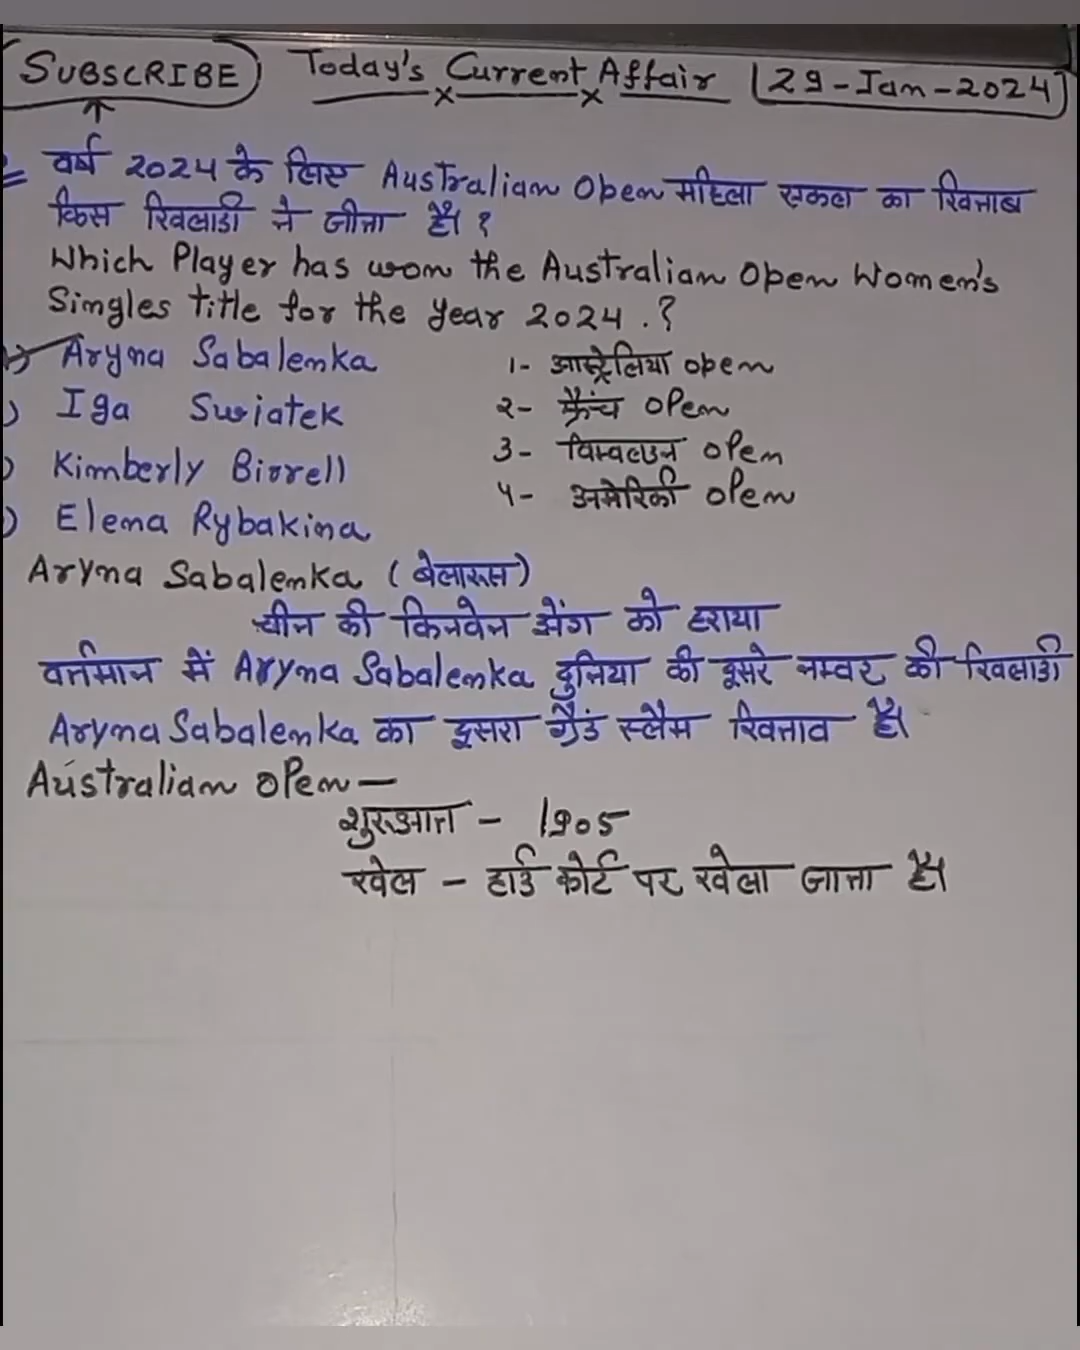 SUBSCRIBE Today's Current Affair 29-Jan-2024
वर्ष 2024 के लिए Australian Open महिला एकल का खिताब
किस खिलाडी ने जीता है ?
Which Player has won the Australian Open Women's
Singles title for the year 2024 .?
Aryna Sabalenka 1- आस्ट्रेलिया open
Iga Swiatek 2- फ्रैंच open
Kimberly Birrell 3- विम्वलडन open
Elena Rybakina 4- अमेरिकी open
Aryna Sabalenka (बेलारूस)
चीन की किनवेन झेंग को हराया
वर्त्तमान में Aryna Sabalenka दुनिया की दूसरे नम्वर की खिलाडी
Aryna Sabalenka का दूसरा ग्रैंड स्लैम खिताव है।
Australian open —
शुरूआत - 1905
खेल - हार्ड कोर्ट पर खेला जाता है।